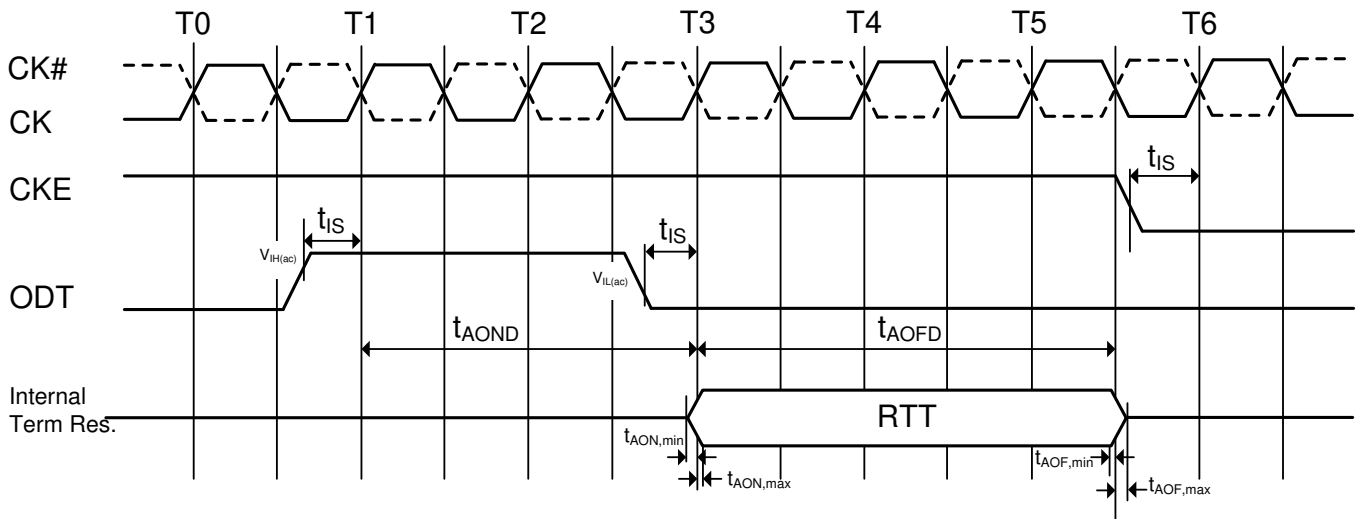 T0 T1 T2 T3 T4 T5 T6
CK#
CK
CKE
tIS
tIS
tIS
VIH(ac)
VIL(ac)
ODT
tAOND
tAOFD
Internal
Term Res.
RTT
tAON,min
tAOF,min
tAON,max
tAOF,max